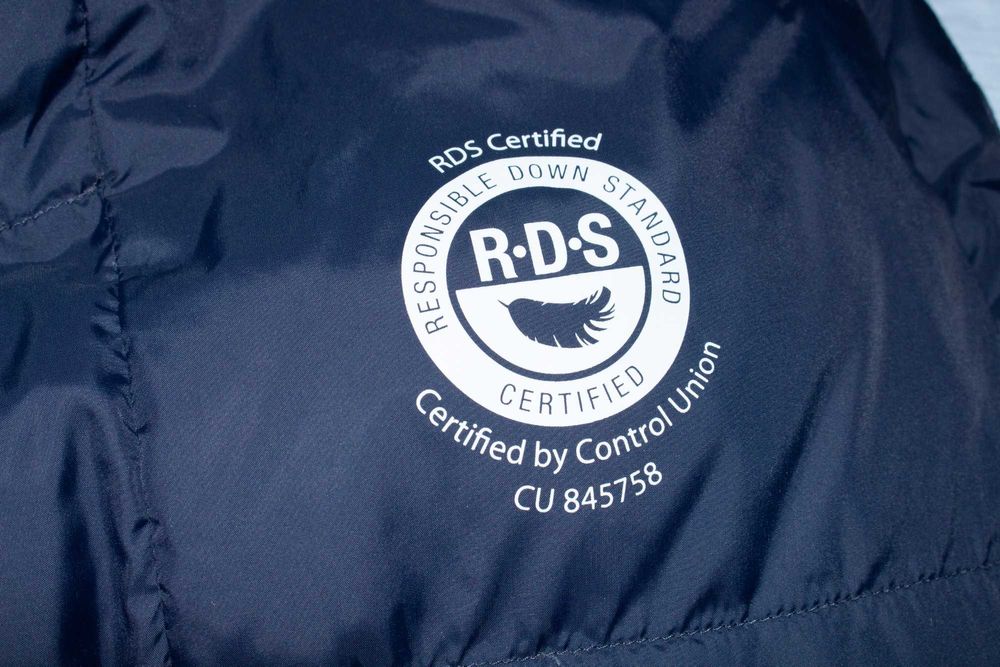 RDS Certified
RESPONSIBLE DOWN STANDARD
R·D·S
CERTIFIED
Certified by Control Union
CU 845758